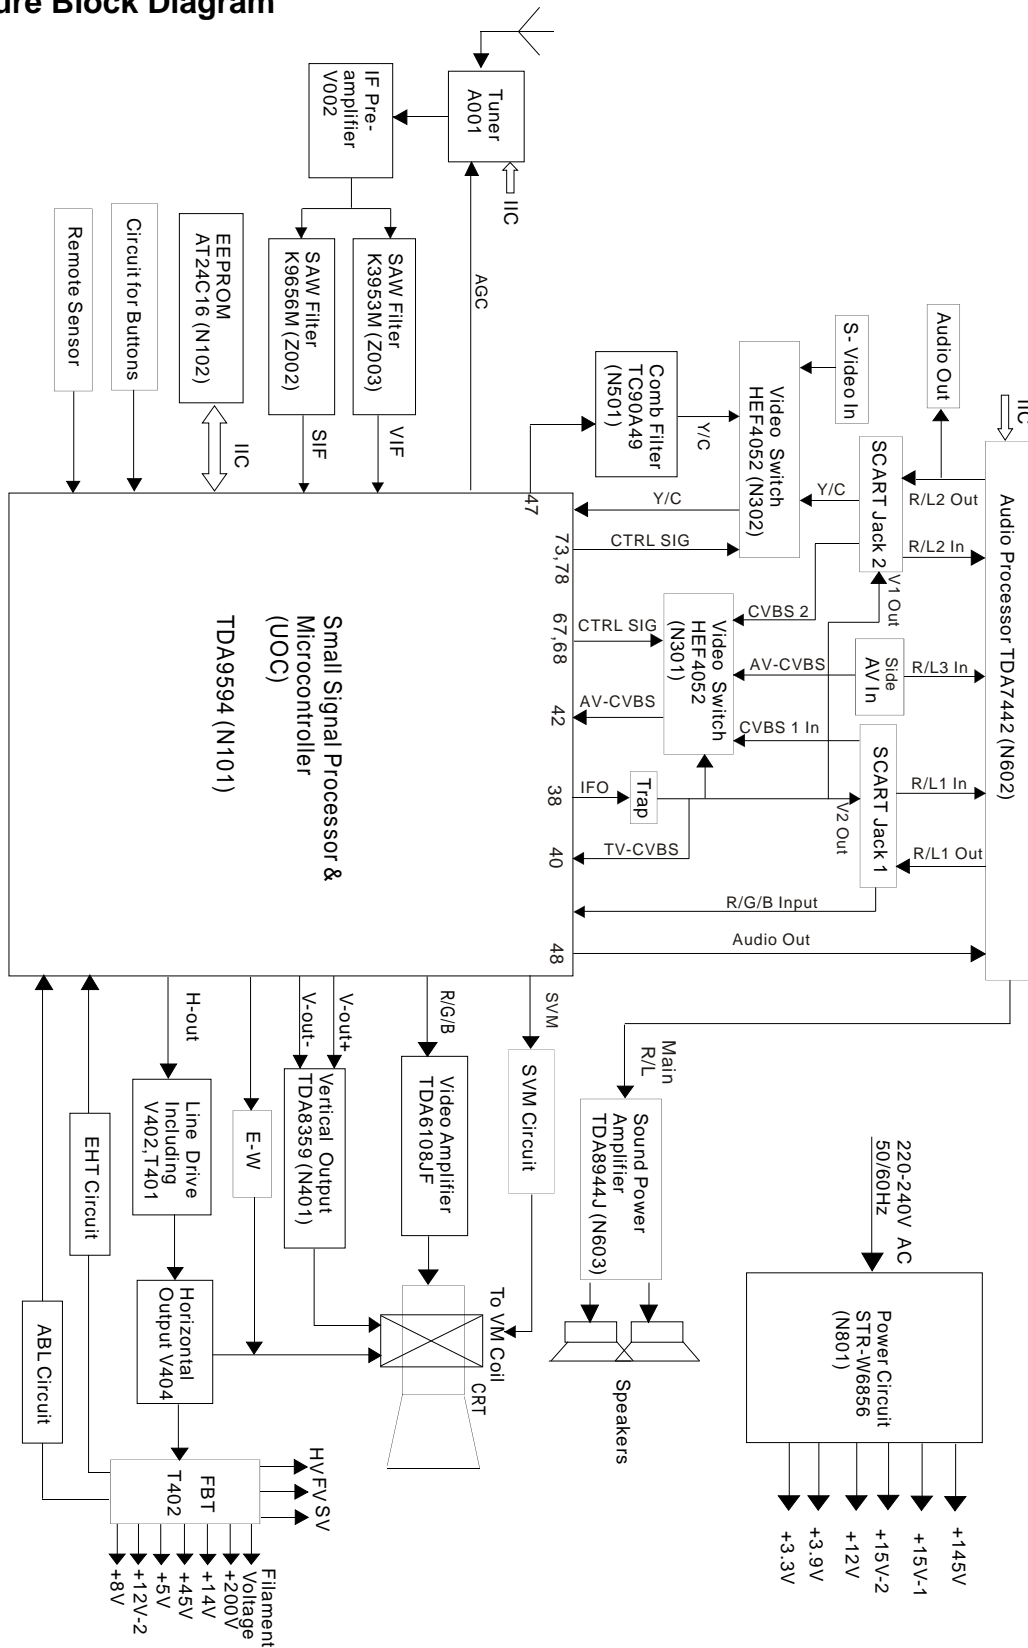 ure Block Diagram
Tuner
A001
IIC
IF Pre-
amplifier
V002
AGC
SAW Filter
K3953M (Z003)
SAW Filter
K9656M (Z002)
VIF
SIF
EEPROM
AT24C16 (N102)
IIC
Circuit for Buttons
Remote Sensor
S- Video In
Audio Out
IIC
Comb Filter
TC90A49
(N501)
Y/C
Video Switch
HEF4052 (N302)
Y/C
SCART Jack 2
R/L2 Out
R/L2 In
Audio Processor TDA7442 (N602)
47
Y/C
73,78
CTRL SIG
V1 Out
CVBS 2
67,68
CTRL SIG
Video Switch
HEF4052
(N301)
AV-CVBS
Side
AV In
R/L3 In
42
AV-CVBS
CVBS 1 In
SCART Jack 1
R/L1 In
38
IFO
Trap
V2 Out
40
TV-CVBS
R/L1 Out
R/G/B Input
48
Audio Out
Small Signal Processor &
Microcontroller
(UOC)
TDA9594 (N101)
SVM
SVM Circuit
To VM Coil
R/G/B
Video Amplifier
TDA6108JF
CRT
V-out+
V-out-
Vertical Output
TDA8359 (N401)
E-W
H-out
Line Drive
Including
V402,T401
Horizontal
Output V404
EHT Circuit
ABL Circuit
FBT
T402
HV
FV
SV
Filament
Voltage
+200V
+14V
+45V
+5V
+12V-2
+8V
Main
R/L
Sound Power
Amplifier
TDA8944J (N603)
Speakers
220-240V AC
50/60Hz
Power Circuit
STR-W6856
(N801)
+145V
+15V-1
+15V-2
+12V
+3.9V
+3.3V